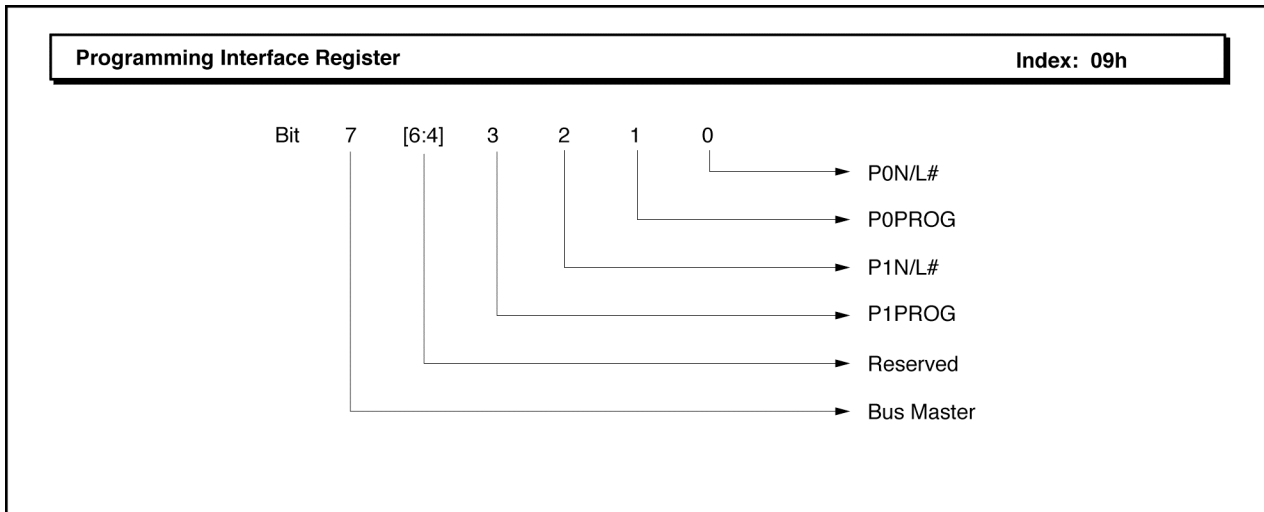 Programming Interface Register Index: 09h
Bit 7 [6:4] 3 2 1 0
P0N/L#
P0PROG
P1N/L#
P1PROG
Reserved
Bus Master